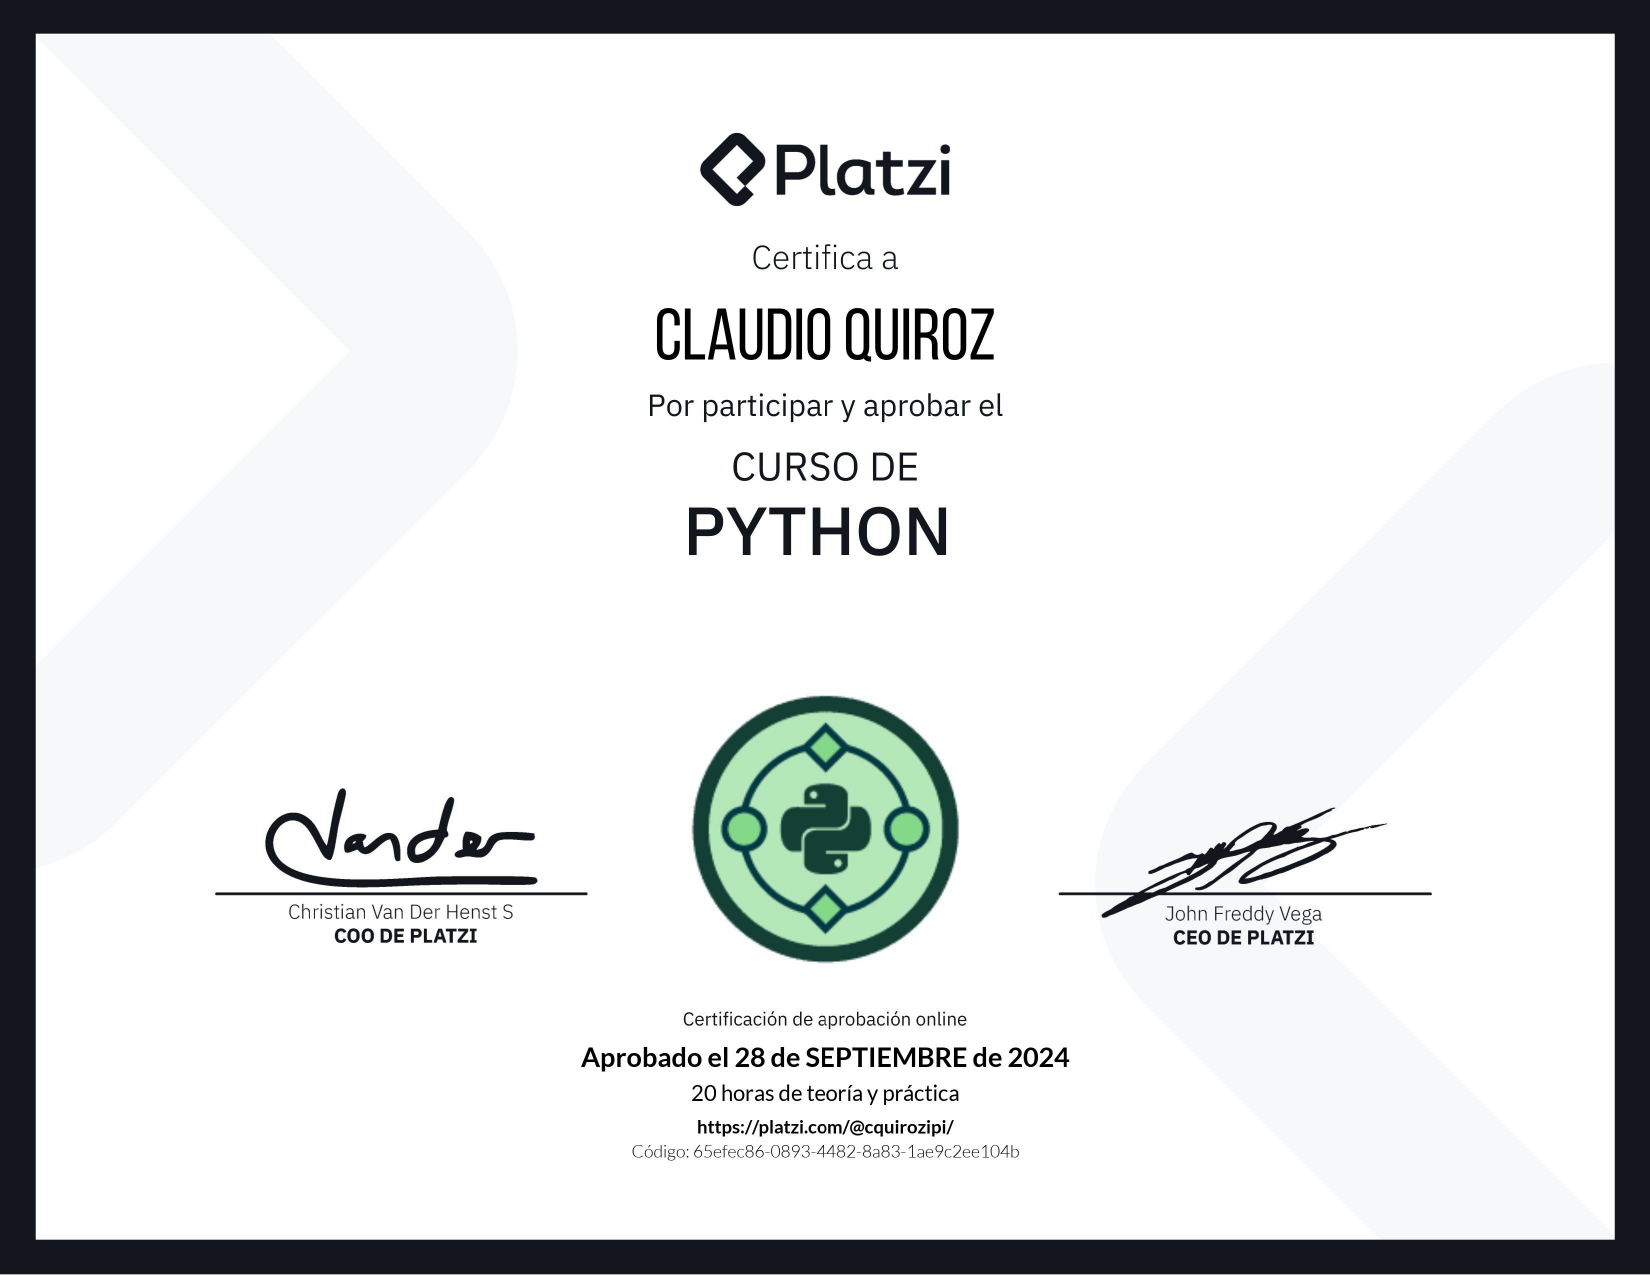 Platzi
Certifica a
CLAUDIO QUIROZ
Por participar y aprobar el
CURSO DE
PYTHON
Vander
Christian Van Der Henst S
COO DE PLATZI
John Freddy Vega
CEO DE PLATZI
Certificación de aprobación online
Aprobado el 28 de SEPTIEMBRE de 2024
20 horas de teoría y práctica
https://platzi.com/@cquirozipi/
Código: 65efec86-0893-4482-8a83-1ae9c2ee104b